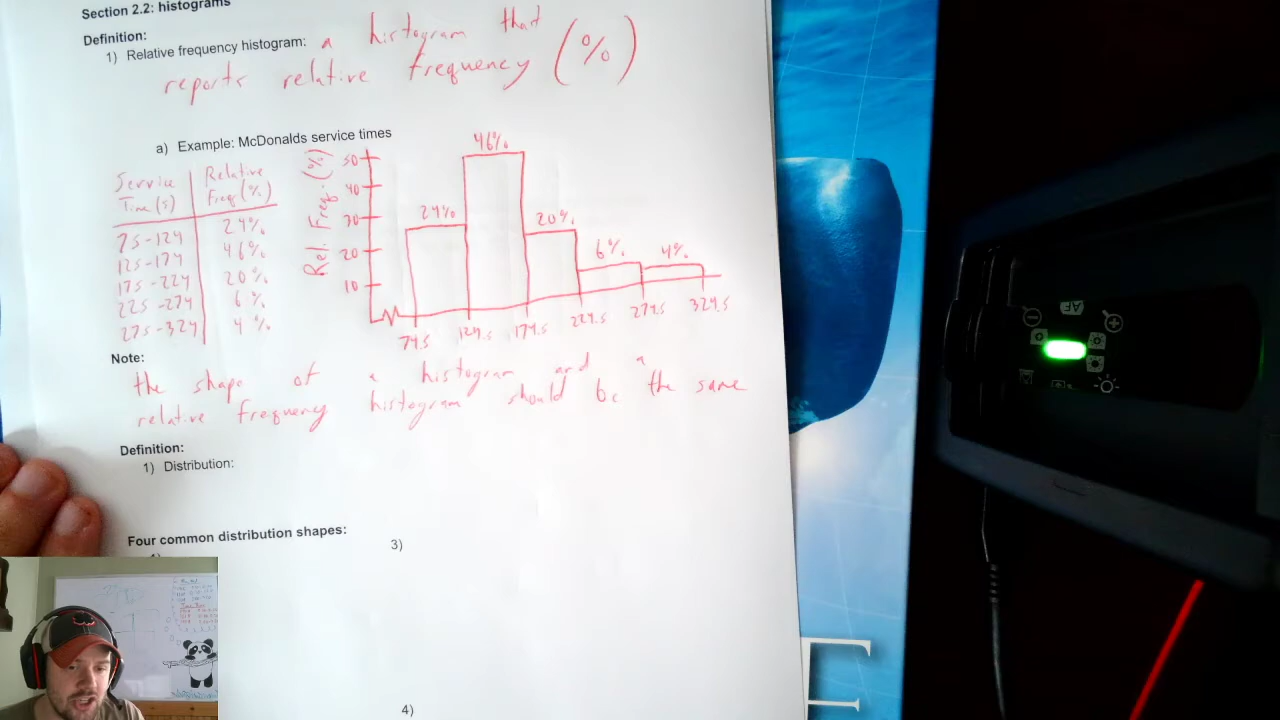 Section 2.2: histograms
Definition:
1) Relative frequency histogram: a histogram that
reports relative frequency (%)
a) Example: McDonalds service times
Service Time (s) | Relative Freq (%)
75-124 24%
125-174 46%
175-224 20%
225-274 6%
275-324 4%
Rel. Freq. (%)
50
40
30
20
10
24%
46%
20%
6%
4%
74.5 124.5 174.5 224.5 274.5 324.5
Note:
the shape of a histogram and a
relative frequency histogram should be the same
Definition:
1) Distribution:
Four common distribution shapes:
3)
4)
AF
E